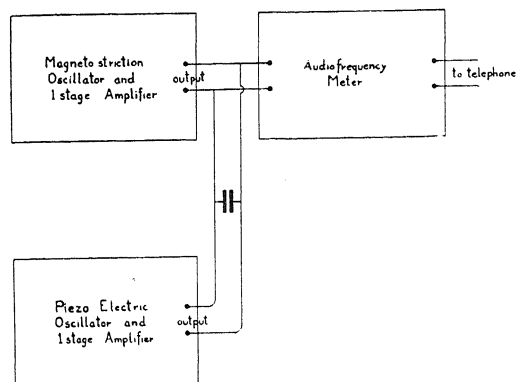 Magneto striction
Oscillator and
1 stage Amplifier
output
Audiofrequency
Meter
to telephone
Piezo Electric
Oscillator and
1 stage Amplifier
output